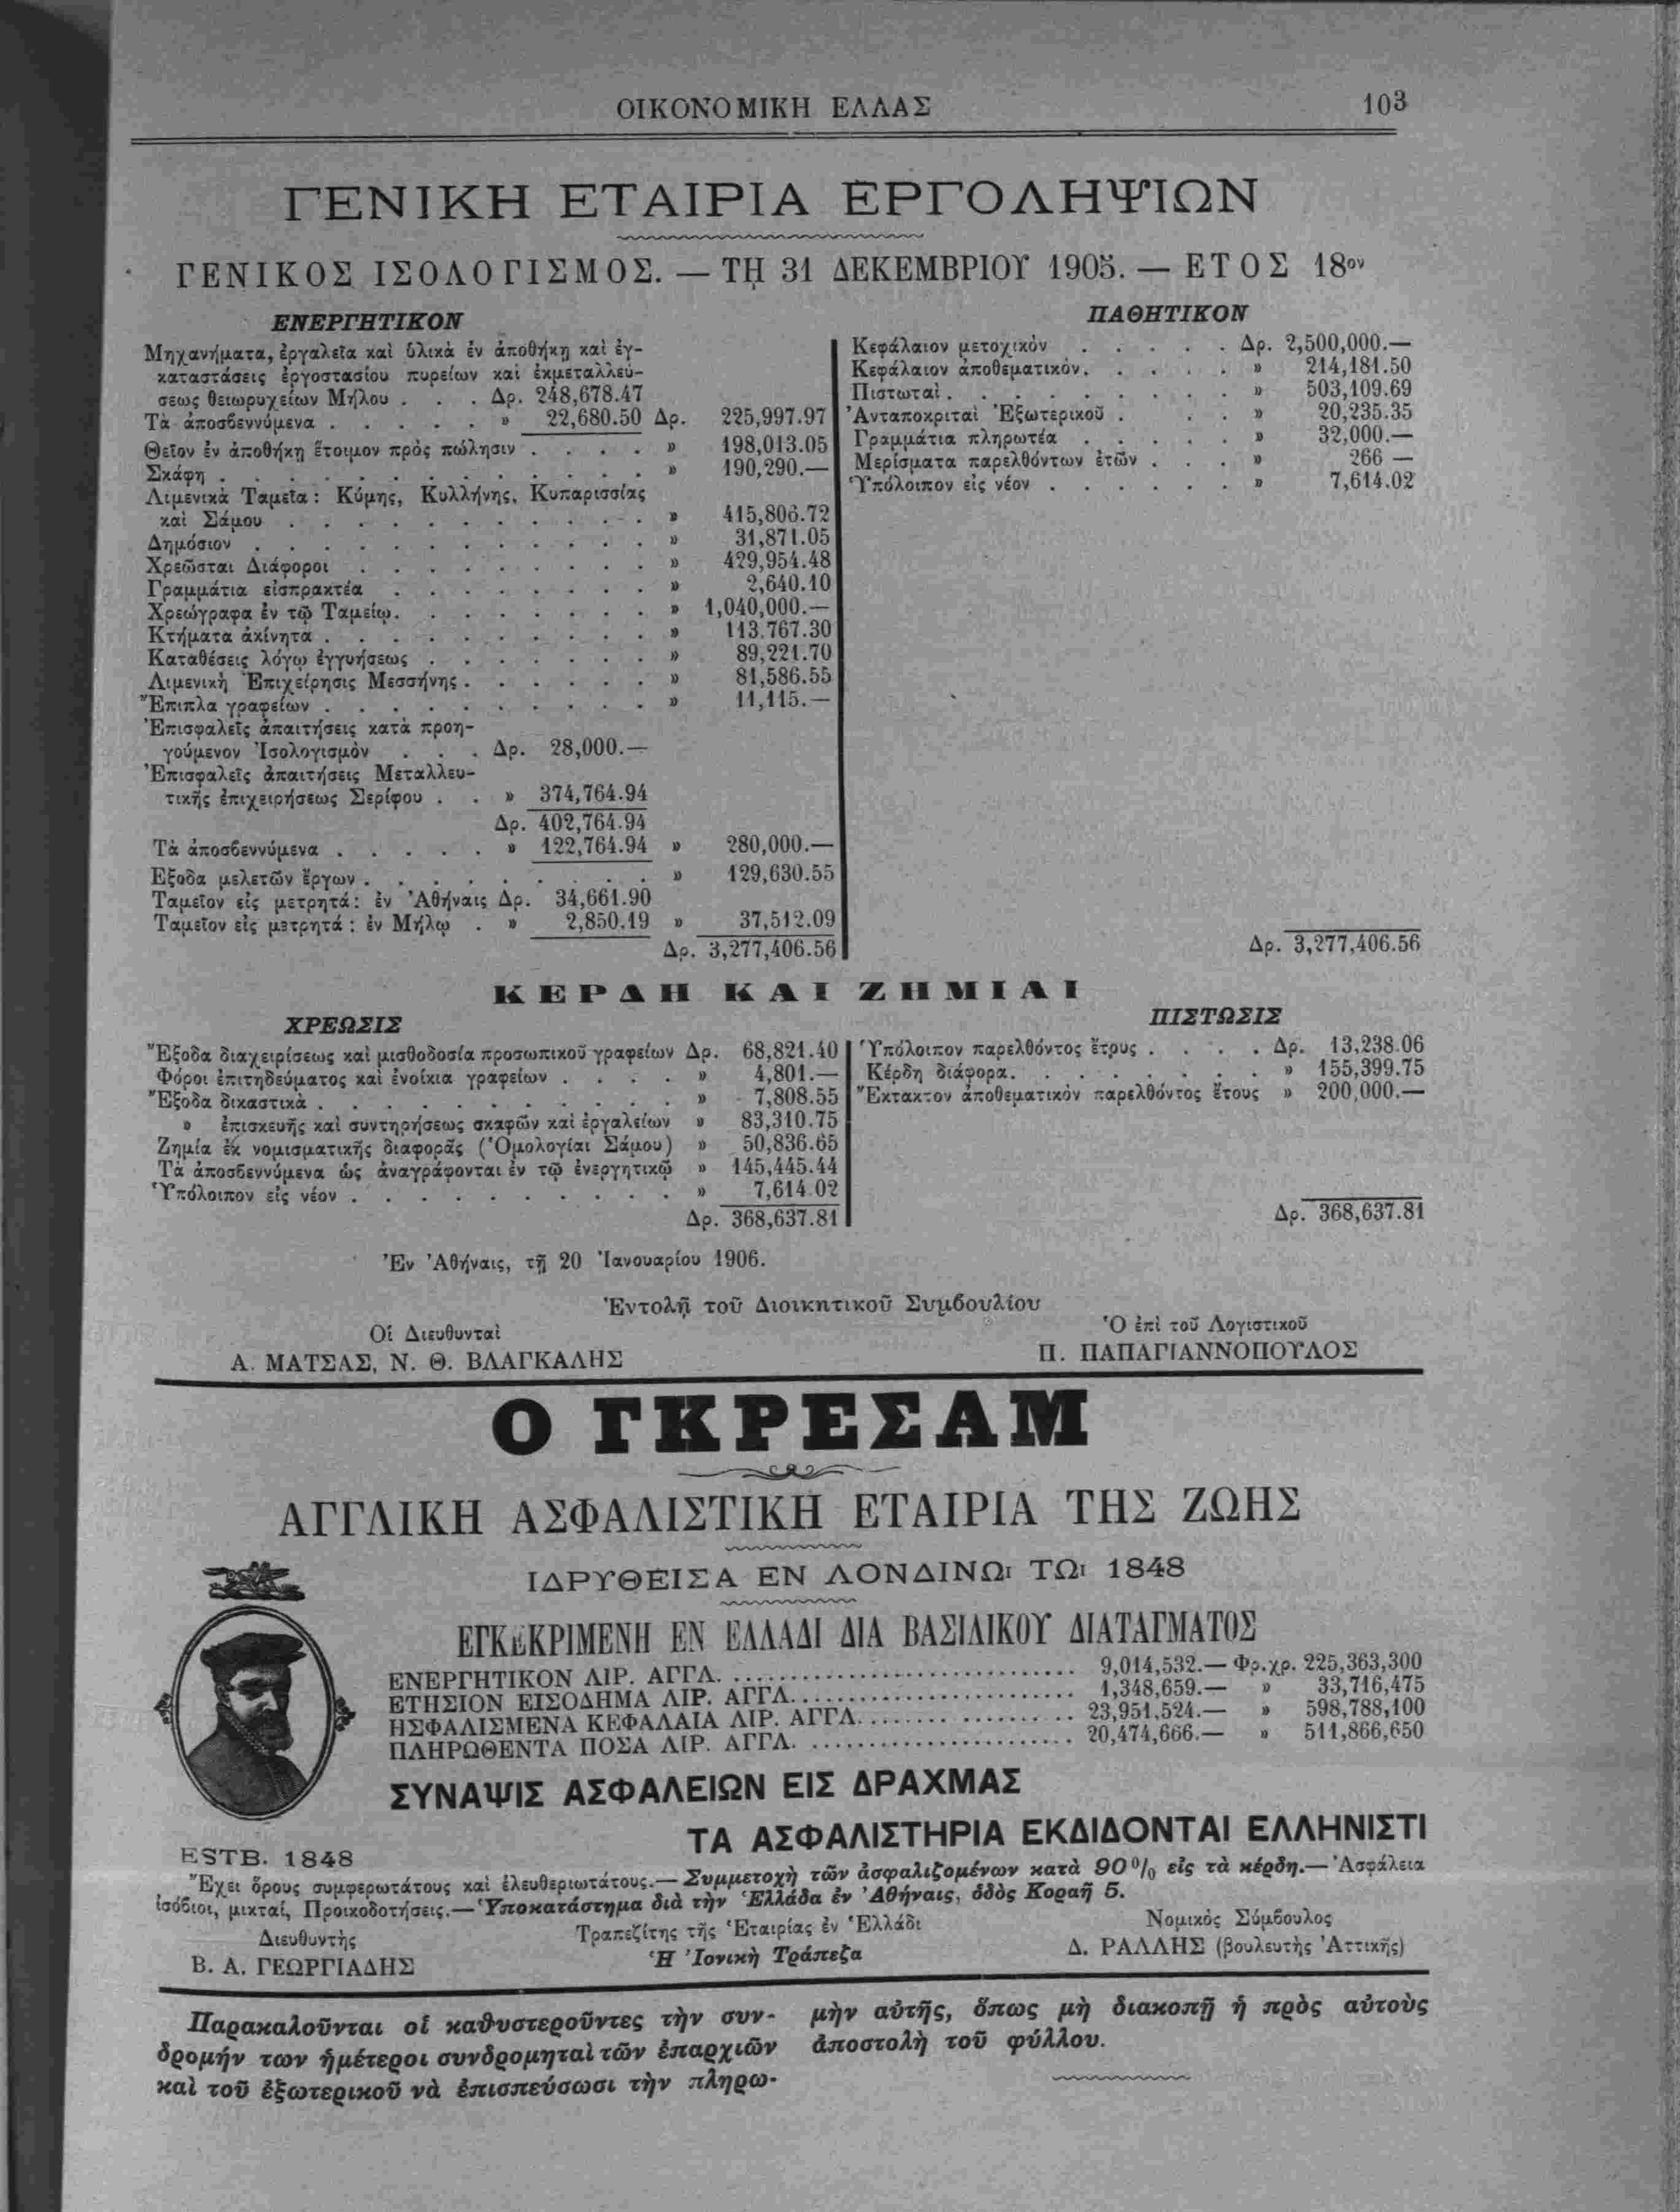 ΟΙΚΟΝΟΜΙΚΗ ΕΛΛΑΣ 103
ΓΕΝΙΚΗ ΕΤΑΙΡΙΑ ΕΡΓΟΛΗΨΙΩΝ
ΓΕΝΙΚΟΣ ΙΣΟΛΟΓΙΣΜΟΣ. — ΤΗ͂ 31 ΔΕΚΕΜΒΡΙΟΥ 1905. — ΕΤΟΣ 18ον
ΕΝΕΡΓΗΤΙΚΟΝ
Μηχανήματα, ἐργαλεῖα καὶ ὑλικὰ ἐν ἀποθήκῃ καὶ ἐγ-
καταστάσεις ἐργοστασίου πυρείων καὶ ἐκμεταλλεύ-
σεως θειωρυχείων Μήλου . . . Δρ. 248,678.47
Τὰ ἀποσβεννύμενα . . . . . » 22,680.50 Δρ. 225,997.97
Θεῖον ἐν ἀποθήκῃ ἕτοιμον πρὸς πώλησιν . . . . » 198,013.05
Σκάφη . . . . . . . . . . . » 190,290.—
Λιμενικὰ Ταμεῖα : Κύμης, Κυλλήνης, Κυπαρισσίας
καὶ Σάμου . . . . . . . . . . » 415,806.72
Δημόσιον . . . . . . . . . . . » 31,871.05
Χρεῶσται Διάφοροι . . . . . . . . » 429,954.48
Γραμμάτια εἰσπρακτέα . . . . . . . » 2,640.10
Χρεώγραφα ἐν τῷ Ταμείῳ. . . . . . . . » 1,040,000.—
Κτήματα ἀκίνητα . . . . . . . . . » 113.767.30
Καταθέσεις λόγῳ ἐγγυήσεως . . . . . . » 89,221.70
Λιμενικὴ Ἐπιχείρησις Μεσσήνης . . . . . . » 81,586.55
Ἔπιπλα γραφείων . . . . . . . . . » 11,115.—
Ἐπισφαλεῖς ἀπαιτήσεις κατὰ προη-
γούμενον Ἰσολογισμὸν . . . Δρ. 28,000.—
Ἐπισφαλεῖς ἀπαιτήσεις Μεταλλευ-
τικῆς ἐπιχειρήσεως Σερίφου . . » 374,764.94
Δρ. 402,764.94
Τὰ ἀποσβεννύμενα . . . . . » 122,764.94 » 280,000.—
Εξοδα μελετῶν ἔργων . . . . . . . . » 129,630.55
Ταμεῖον εἰς μετρητά: ἐν Ἀθήναις Δρ. 34,661.90
Ταμεῖον εἰς μετρητά : ἐν Μήλῳ . » 2,850.19 » 37,512.09
Δρ. 3,277,406.56
ΠΑΘΗΤΙΚΟΝ
Κεφάλαιον μετοχικὸν . . . . . Δρ. 2,500,000.—
Κεφάλαιον ἀποθεματικόν. . . . . . » 214,181.50
Πιστωταὶ . . . . . . . . . » 503,109.69
Ἀνταποκριταὶ Ἐξωτερικοῦ . . . » 20,235.35
Γραμμάτια πληρωτέα . . . . . » 32,000.—
Μερίσματα παρελθόντων ἐτῶν . . . » 266 —
Ὑπόλοιπον εἰς νέον . . . . . . » 7,614.02
Δρ. 3,277,406.56
ΚΕΡΔΗ ΚΑΙ ΖΗΜΙΑΙ
ΧΡΕΩΣΙΣ
Ἔξοδα διαχειρίσεως καὶ μισθοδοσία προσωπικοῦ γραφείων Δρ. 68,821.40
Φόροι ἐπιτηδεύματος καὶ ἐνοίκια γραφείων . . . . » 4,801.—
Ἔξοδα δικαστικὰ . . . . . . . . . . » 7,808.55
» ἐπισκευῆς καὶ συντηρήσεως σκαφῶν καὶ ἐργαλείων » 83,310.75
Ζημία ἐκ νομισματικῆς διαφορᾶς (Ὁμολογίαι Σάμου) » 50,836.65
Τὰ ἀποσβεννύμενα ὡς ἀναγράφονται ἐν τῷ ἐνεργητικῷ » 145,445.44
Ὑπόλοιπον εἰς νέον . . . . . . . . . » 7,614.02
Δρ. 368,637.81
ΠΙΣΤΩΣΙΣ
Ὑπόλοιπον παρελθόντος ἔτους . . . . Δρ. 13,238.06
Κέρδη διάφορα. . . . . . . . » 155,399.75
Ἔκτακτον ἀποθεματικὸν παρελθόντος ἔτους » 200,000.—
Δρ. 368,637.81
Ἐν Ἀθήναις, τῇ 20 Ἰανουαρίου 1906.
Ἐντολῇ τοῦ Διοικητικοῦ Συμβουλίου
Οἱ Διευθυνταὶ
Α. ΜΑΤΣΑΣ, Ν. Θ. ΒΛΑΓΚΑΛΗΣ
Ὁ ἐπὶ τοῦ Λογιστικοῦ
Π. ΠΑΠΑΓΙΑΝΝΟΠΟΥΛΟΣ
Ο ΓΚΡΕΣΑΜ
ΑΓΓΛΙΚΗ ΑΣΦΑΛΙΣΤΙΚΗ ΕΤΑΙΡΙΑ ΤΗΣ ΖΩΗΣ
ΙΔΡΥΘΕΙΣΑ ΕΝ ΛΟΝΔΙΝΩι ΤΩι 1848
ΕΓΚΕΚΡΙΜΕΝΗ ΕΝ ΕΛΛΑΔΙ ΔΙΑ ΒΑΣΙΛΙΚΟΥ ΔΙΑΤΑΓΜΑΤΟΣ
ΕΝΕΡΓΗΤΙΚΟΝ ΛΙΡ. ΑΓΓΛ. ........ 9,014,532.— Φρ.χρ. 225,363,300
ΕΤΗΣΙΟΝ ΕΙΣΟΔΗΜΑ ΛΙΡ. ΑΓΓΛ. ........ 1,348,659.— » 33,716,475
ΗΣΦΑΛΙΣΜΕΝΑ ΚΕΦΑΛΑΙΑ ΛΙΡ. ΑΓΓΛ. ........ 23,951,524.— » 598,788,100
ΠΛΗΡΩΘΕΝΤΑ ΠΟΣΑ ΛΙΡ. ΑΓΓΛ. ........ 20,474,666.— » 511,866,650
ΣΥΝΑΨΙΣ ΑΣΦΑΛΕΙΩΝ ΕΙΣ ΔΡΑΧΜΑΣ
ΤΑ ΑΣΦΑΛΙΣΤΗΡΙΑ ΕΚΔΙΔΟΝΤΑΙ ΕΛΛΗΝΙΣΤΙ
ESTB. 1848
Ἔχει ὅρους συμφερωτάτους καὶ ἐλευθεριωτάτους.— Συμμετοχὴ τῶν ἀσφαλιζομένων κατὰ 90% εἰς τὰ κέρδη.— Ἀσφάλεια
ἰσόβιοι, μικταί, Προικοδοτήσεις.— Ὑποκατάστημα διὰ τὴν Ἑλλάδα ἐν Ἀθήναις, ὁδὸς Κοραῆ 5.
Διευθυντὴς
Β. Α. ΓΕΩΡΓΙΑΔΗΣ
Τραπεζίτης τῆς Ἑταιρίας ἐν Ἑλλάδι
Ἡ Ἰονικὴ Τράπεζα
Νομικὸς Σύμβουλος
Δ. ΡΑΛΛΗΣ (βουλευτὴς Ἀττικῆς)
Παρακαλοῦνται οἱ καθυστεροῦντες τὴν συν-
δρομήν των ἡμέτεροι συνδρομηταὶ τῶν ἐπαρχιῶν
καὶ τοῦ ἐξωτερικοῦ νὰ ἐπισπεύσωσι τὴν πληρω-
μὴν αὐτῆς, ὅπως μὴ διακοπῇ ἡ πρὸς αὐτοὺς
ἀποστολὴ τοῦ φύλλου.